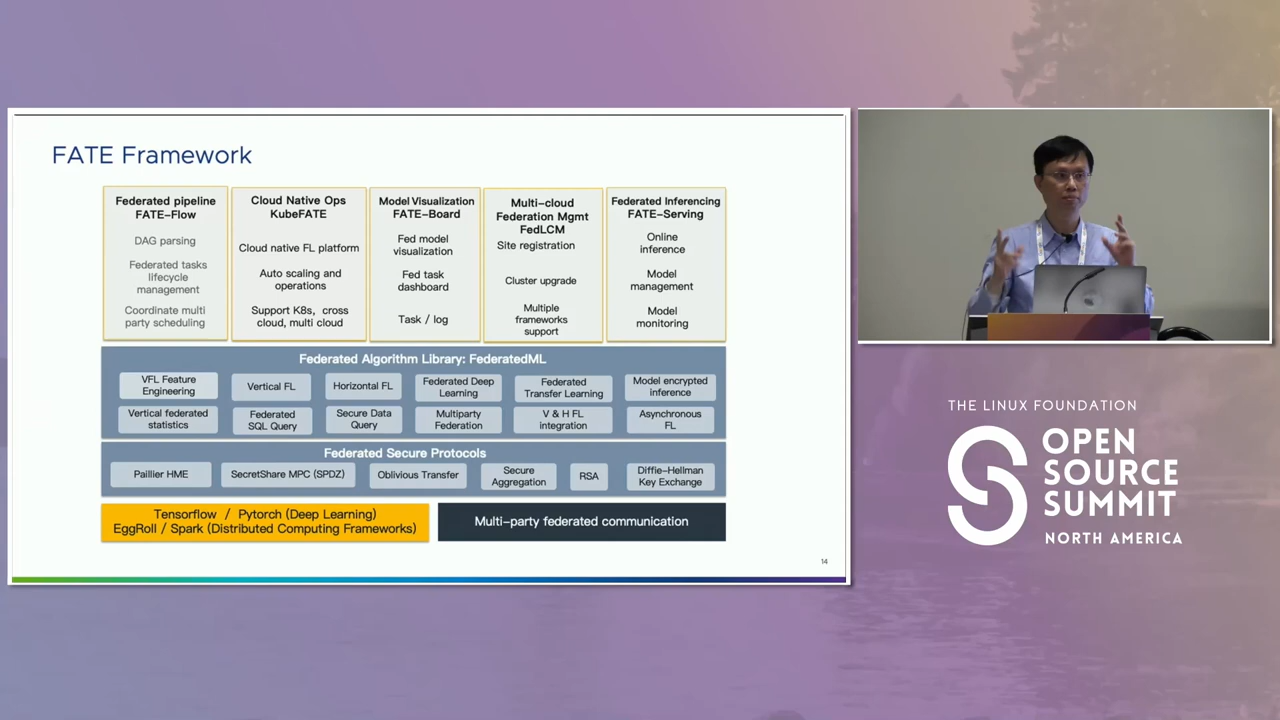 FATE Framework
Federated pipeline
FATE-Flow
DAG parsing
Federated tasks
lifecycle
management
Coordinate multi
party scheduling
Cloud Native Ops
KubeFATE
Cloud native FL platform
Auto scaling and
operations
Support K8s, cross
cloud, multi cloud
Model Visualization
FATE-Board
Fed model
visualization
Fed task
dashboard
Task / log
Multi-cloud
Federation Mgmt
FedLCM
Site registration
Cluster upgrade
Multiple
frameworks
support
Federated Inferencing
FATE-Serving
Online
inference
Model
management
Model
monitoring
Federated Algorithm Library: FederatedML
VFL Feature
Engineering
Vertical FL
Horizontal FL
Federated Deep
Learning
Federated
Transfer Learning
Model encrypted
inference
Vertical federated
statistics
Federated
SQL Query
Secure Data
Query
Multiparty
Federation
V & H FL
integration
Asynchronous
FL
Federated Secure Protocols
Paillier HME
SecretShare MPC (SPDZ)
Oblivious Transfer
Secure
Aggregation
RSA
Diffie-Hellman
Key Exchange
Tensorflow / Pytorch (Deep Learning)
EggRoll / Spark (Distributed Computing Frameworks)
Multi-party federated communication
14
THE LINUX FOUNDATION
OPEN
SOURCE
SUMMIT
NORTH AMERICA